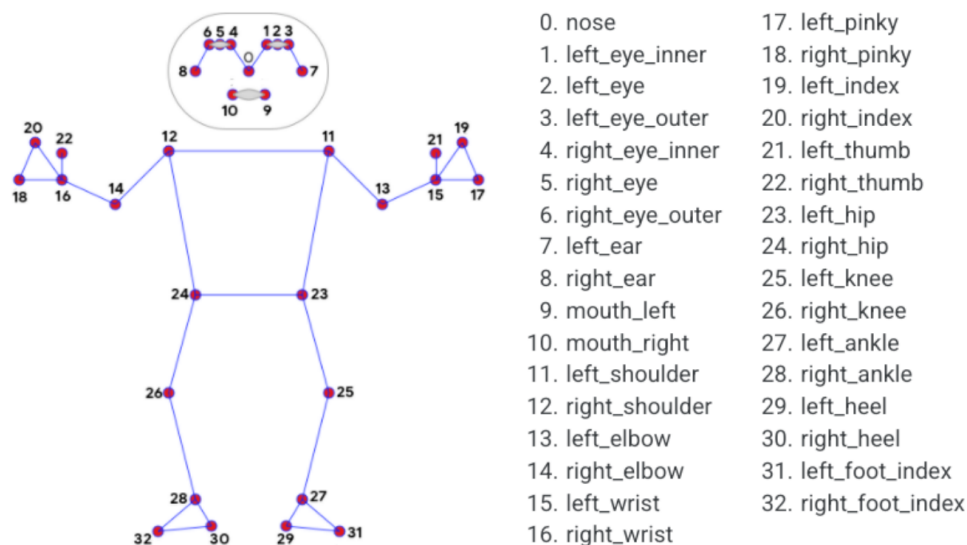 6 5 4 1 2 3
0
8 7
10 9
20 22 12 11 21 19
18 16 14 13 15 17
24 23
26 25
28 27
32 30 29 31
0. nose
1. left_eye_inner
2. left_eye
3. left_eye_outer
4. right_eye_inner
5. right_eye
6. right_eye_outer
7. left_ear
8. right_ear
9. mouth_left
10. mouth_right
11. left_shoulder
12. right_shoulder
13. left_elbow
14. right_elbow
15. left_wrist
16. right_wrist
17. left_pinky
18. right_pinky
19. left_index
20. right_index
21. left_thumb
22. right_thumb
23. left_hip
24. right_hip
25. left_knee
26. right_knee
27. left_ankle
28. right_ankle
29. left_heel
30. right_heel
31. left_foot_index
32. right_foot_index